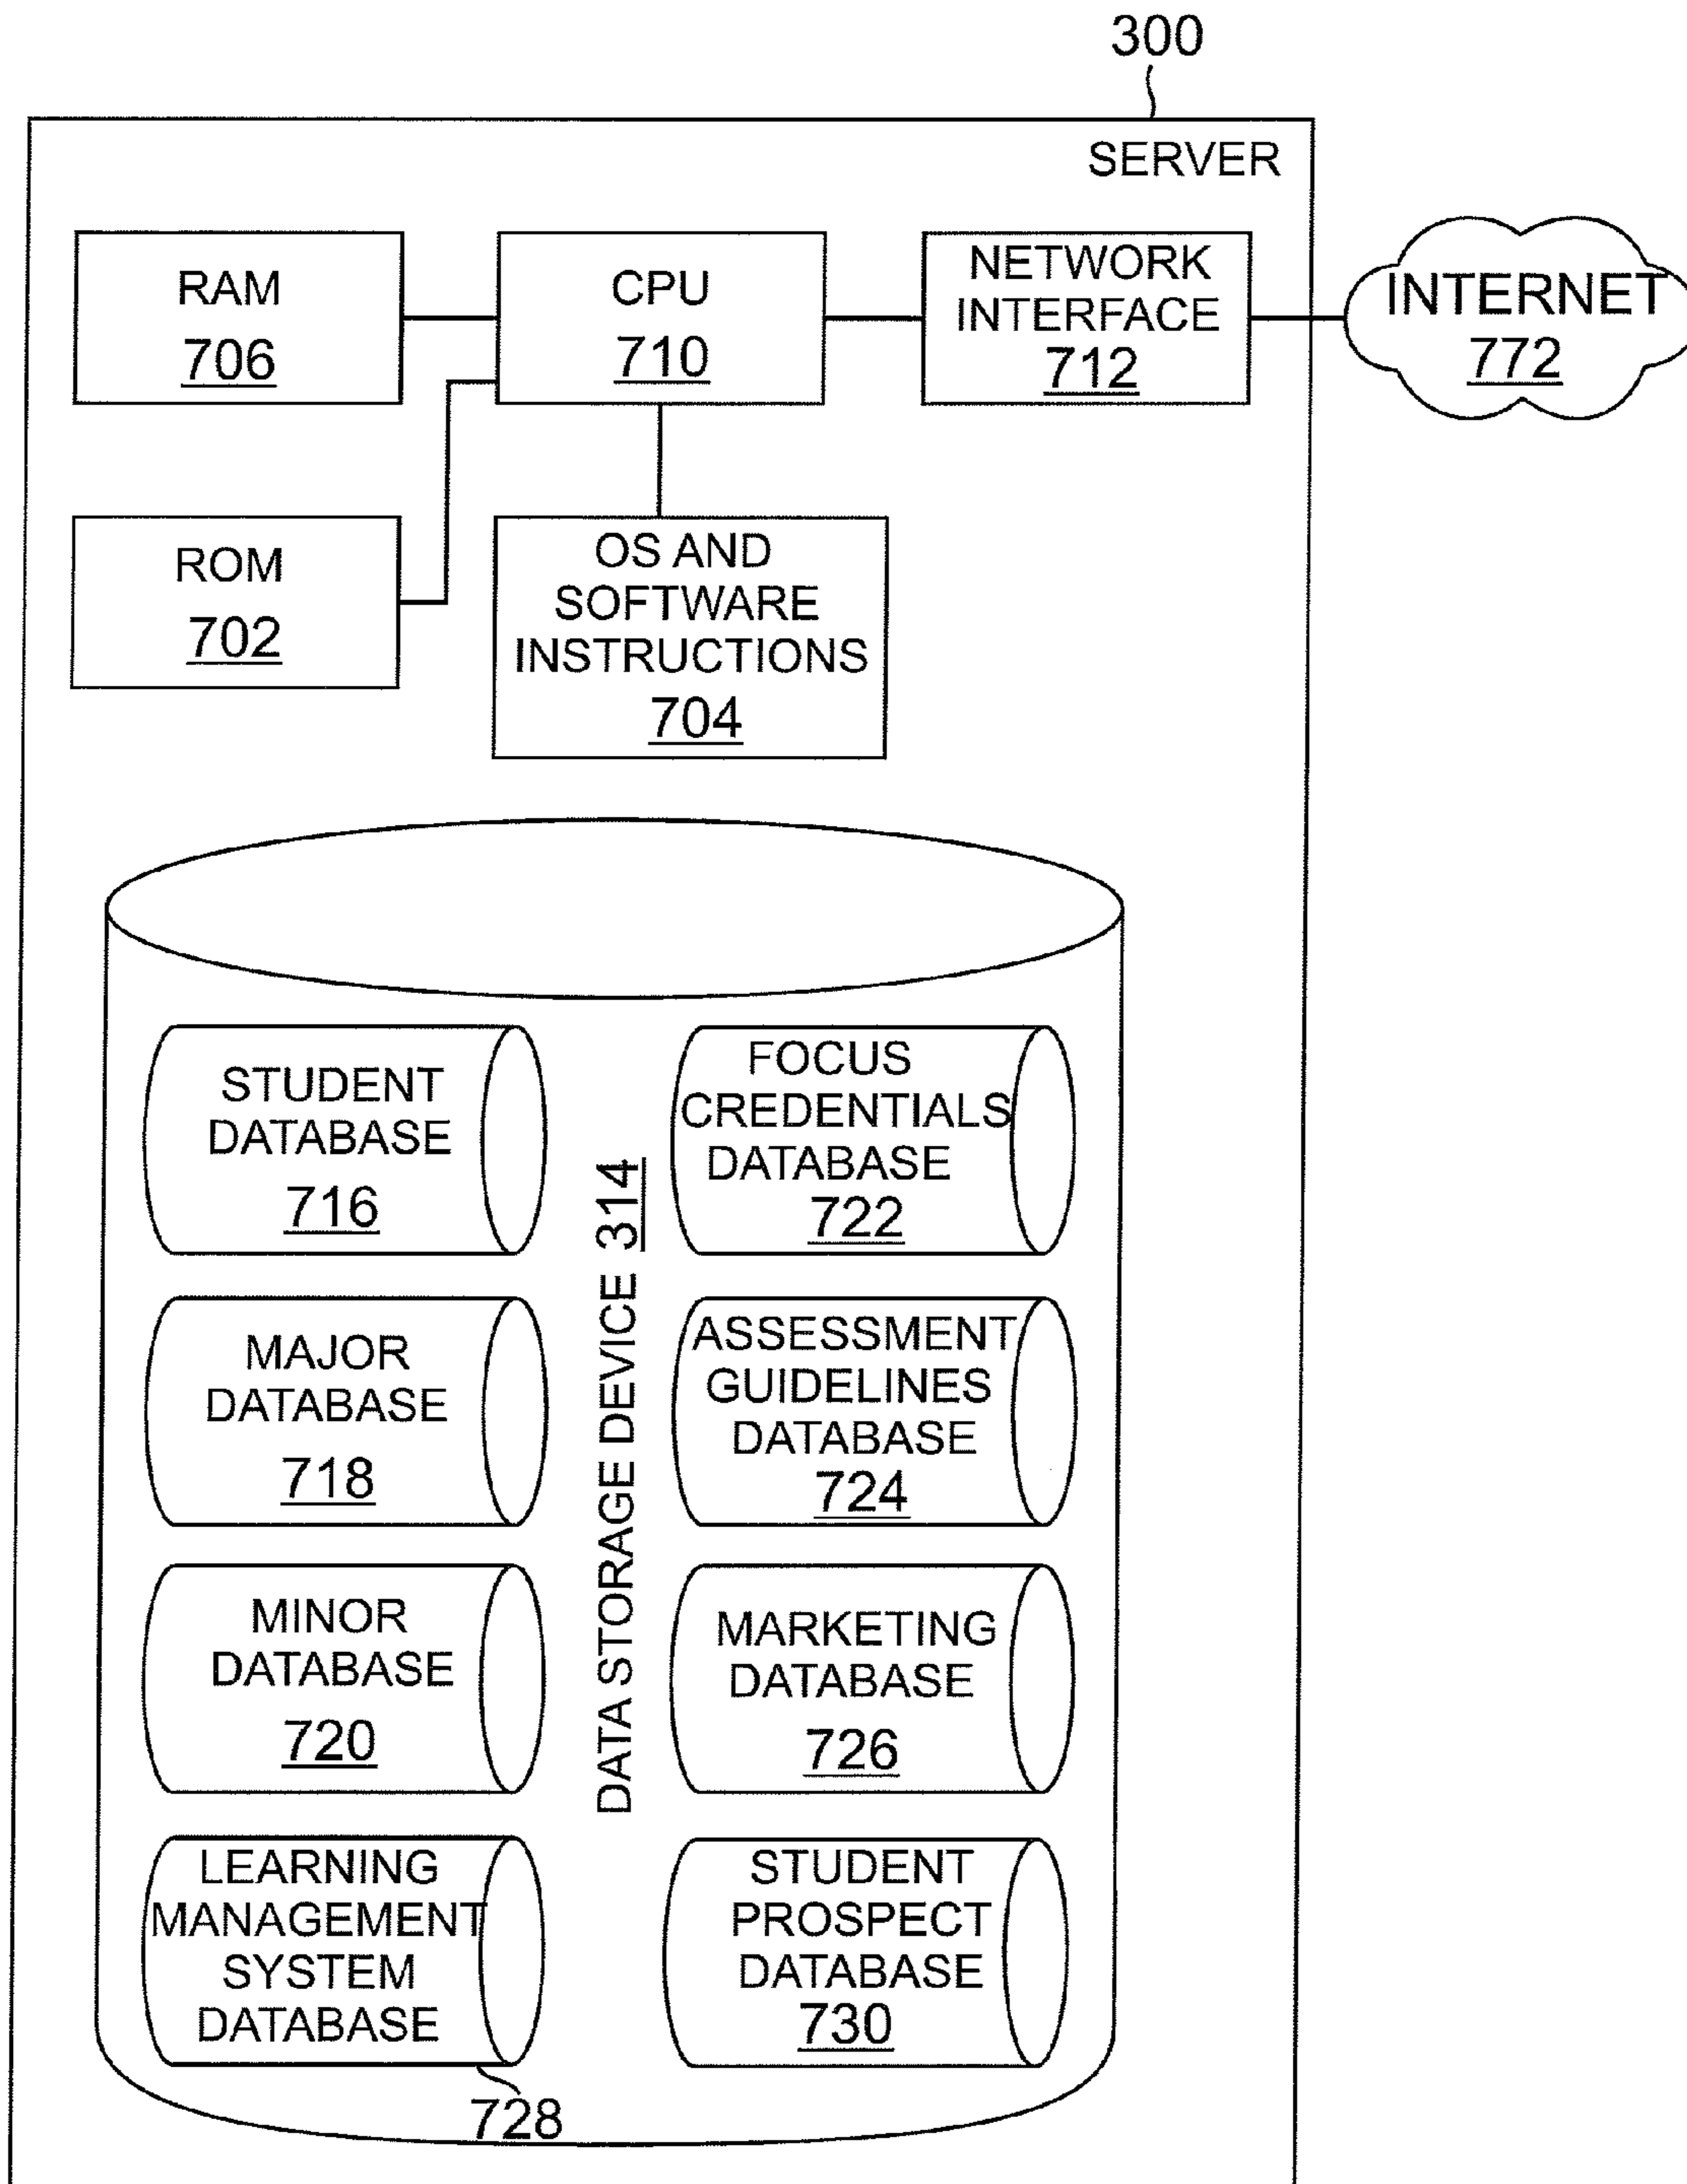 300
SERVER
RAM
706
CPU
710
NETWORK
INTERFACE
712
INTERNET
772
ROM
702
OS AND
SOFTWARE
INSTRUCTIONS
704
STUDENT
DATABASE
716
FOCUS
CREDENTIALS
DATABASE
722
DATA STORAGE DEVICE 314
MAJOR
DATABASE
718
ASSESSMENT
GUIDELINES
DATABASE
724
MINOR
DATABASE
720
MARKETING
DATABASE
726
LEARNING
MANAGEMENT
SYSTEM
DATABASE
728
STUDENT
PROSPECT
DATABASE
730